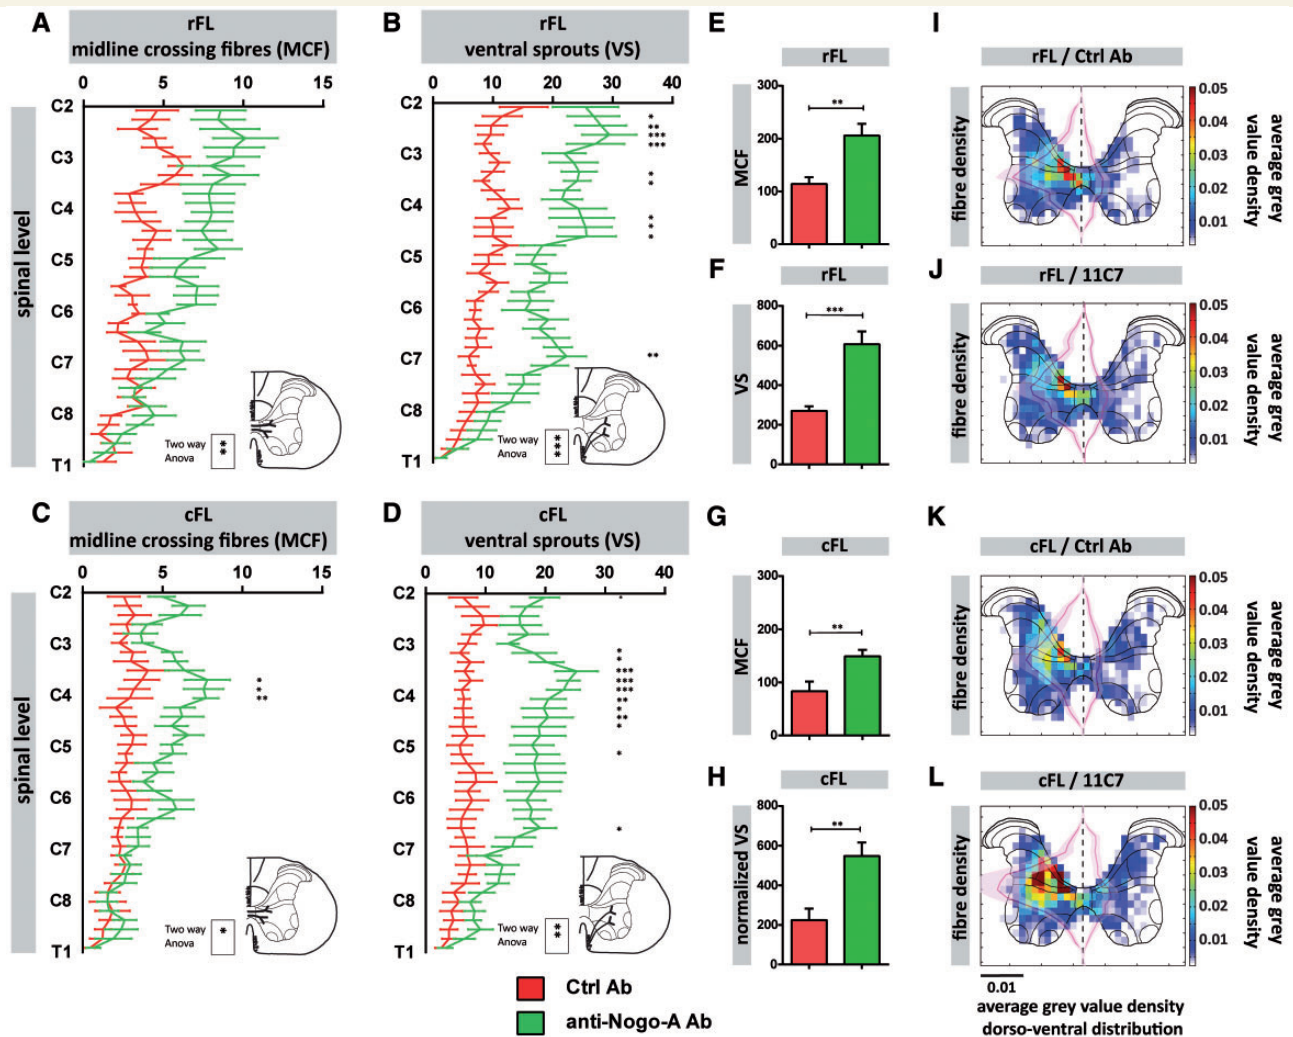 A
rFL
midline crossing fibres (MCF)
0 5 10 15
C2
C3
C4
C5
C6
C7
C8
T1
spinal level
Two way
Anova
**
B
rFL
ventral sprouts (VS)
0 10 20 30 40
C2
*
**
***
***
C3
**
C4
***
***
C5
C6
C7
**
C8
T1
Two way
Anova
***
C
cFL
midline crossing fibres (MCF)
0 5 10 15
C2
C3
C4
C5
C6
C7
C8
T1
spinal level
Two way
Anova
*
D
cFL
ventral sprouts (VS)
0 10 20 30 40
C2
C3
C4
C5
*
C6
*
C7
C8
T1
Two way
Anova
**
E
rFL
MCF
300
200
100
0
**
F
rFL
VS
800
600
400
200
0
***
G
cFL
MCF
300
200
100
0
**
H
cFL
normalized VS
800
600
400
200
0
**
I
rFL / Ctrl Ab
fibre density
0.05
0.04
0.03
0.02
0.01
average grey
value density
J
rFL / 11C7
fibre density
0.05
0.04
0.03
0.02
0.01
average grey
value density
K
cFL / Ctrl Ab
fibre density
0.05
0.04
0.03
0.02
0.01
average grey
value density
L
cFL / 11C7
fibre density
0.05
0.04
0.03
0.02
0.01
average grey
value density
0.01
average grey value density
dorso-ventral distribution
Ctrl Ab
anti-Nogo-A Ab